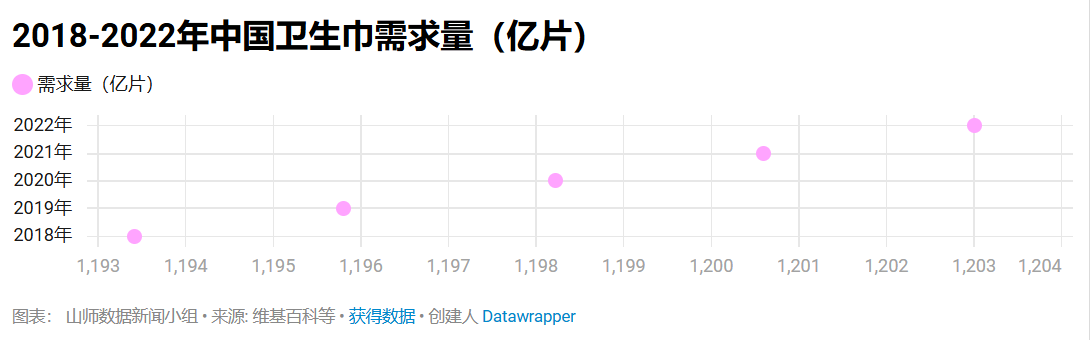 2018-2022年中国卫生巾需求量（亿片）
需求量（亿片）
2022年
2021年
2020年
2019年
2018年
1,193 1,194 1,195 1,196 1,197 1,198 1,199 1,200 1,201 1,202 1,203 1,204
图表： 山师数据新闻小组 • 来源: 维基百科等 • 获得数据 • 创建人 Datawrapper